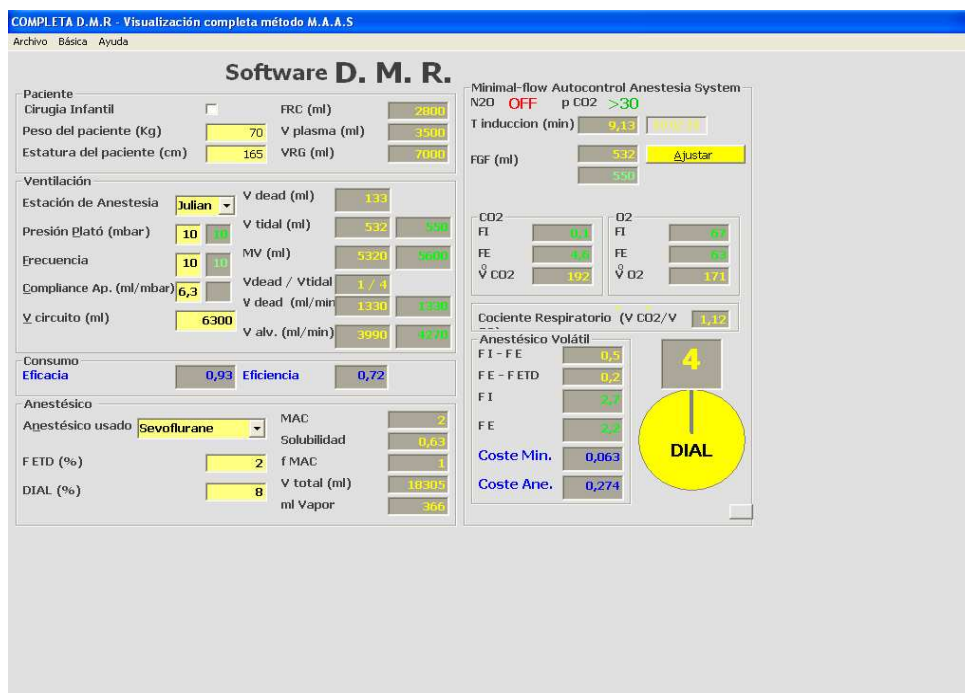 COMPLETA D.M.R - Visualización completa método M.A.A.S
Archivo Básica Ayuda
Software D. M. R.
Paciente
Cirugia Infantil FRC (ml) 2800
Peso del paciente (Kg) 70 V plasma (ml) 3500
Estatura del paciente (cm) 165 VRG (ml) 7000
Ventilación
Estación de Anestesia Julian V dead (ml) 133
Presión Plató (mbar) 10 10 V tidal (ml) 532 550
Frecuencia 10 10 MV (ml) 5320 5600
Compliance Ap. (ml/mbar) 6,3 Vdead / Vtidal 1 / 4
V dead (ml/min 1330 1330
V circuito (ml) 6300 V alv. (ml/min) 3990 4270
Consumo
Eficacia 0,93 Eficiencia 0,72
Anestésico
Anestésico usado Sevoflurane MAC 2
Solubilidad 0,63
F ETD (%) 2 f MAC 1
DIAL (%) 8 V total (ml) 18305
ml Vapor 366
Minimal-flow Autocontrol Anestesia System
N2O OFF p CO2 >30
T induccion (min) 9,13
FGF (ml) 532 Ajustar
550
CO2 O2
FI 0,1 FI 67
FE 4,6 FE 63
V CO2 192 V O2 171
Cociente Respiratorio (V CO2/V 1,12
Anestésico Volátil
F I - F E 0,5 4
F E - F ETD 0,2
F I 2,7
F E 2,2
DIAL
Coste Min. 0,063
Coste Ane. 0,274